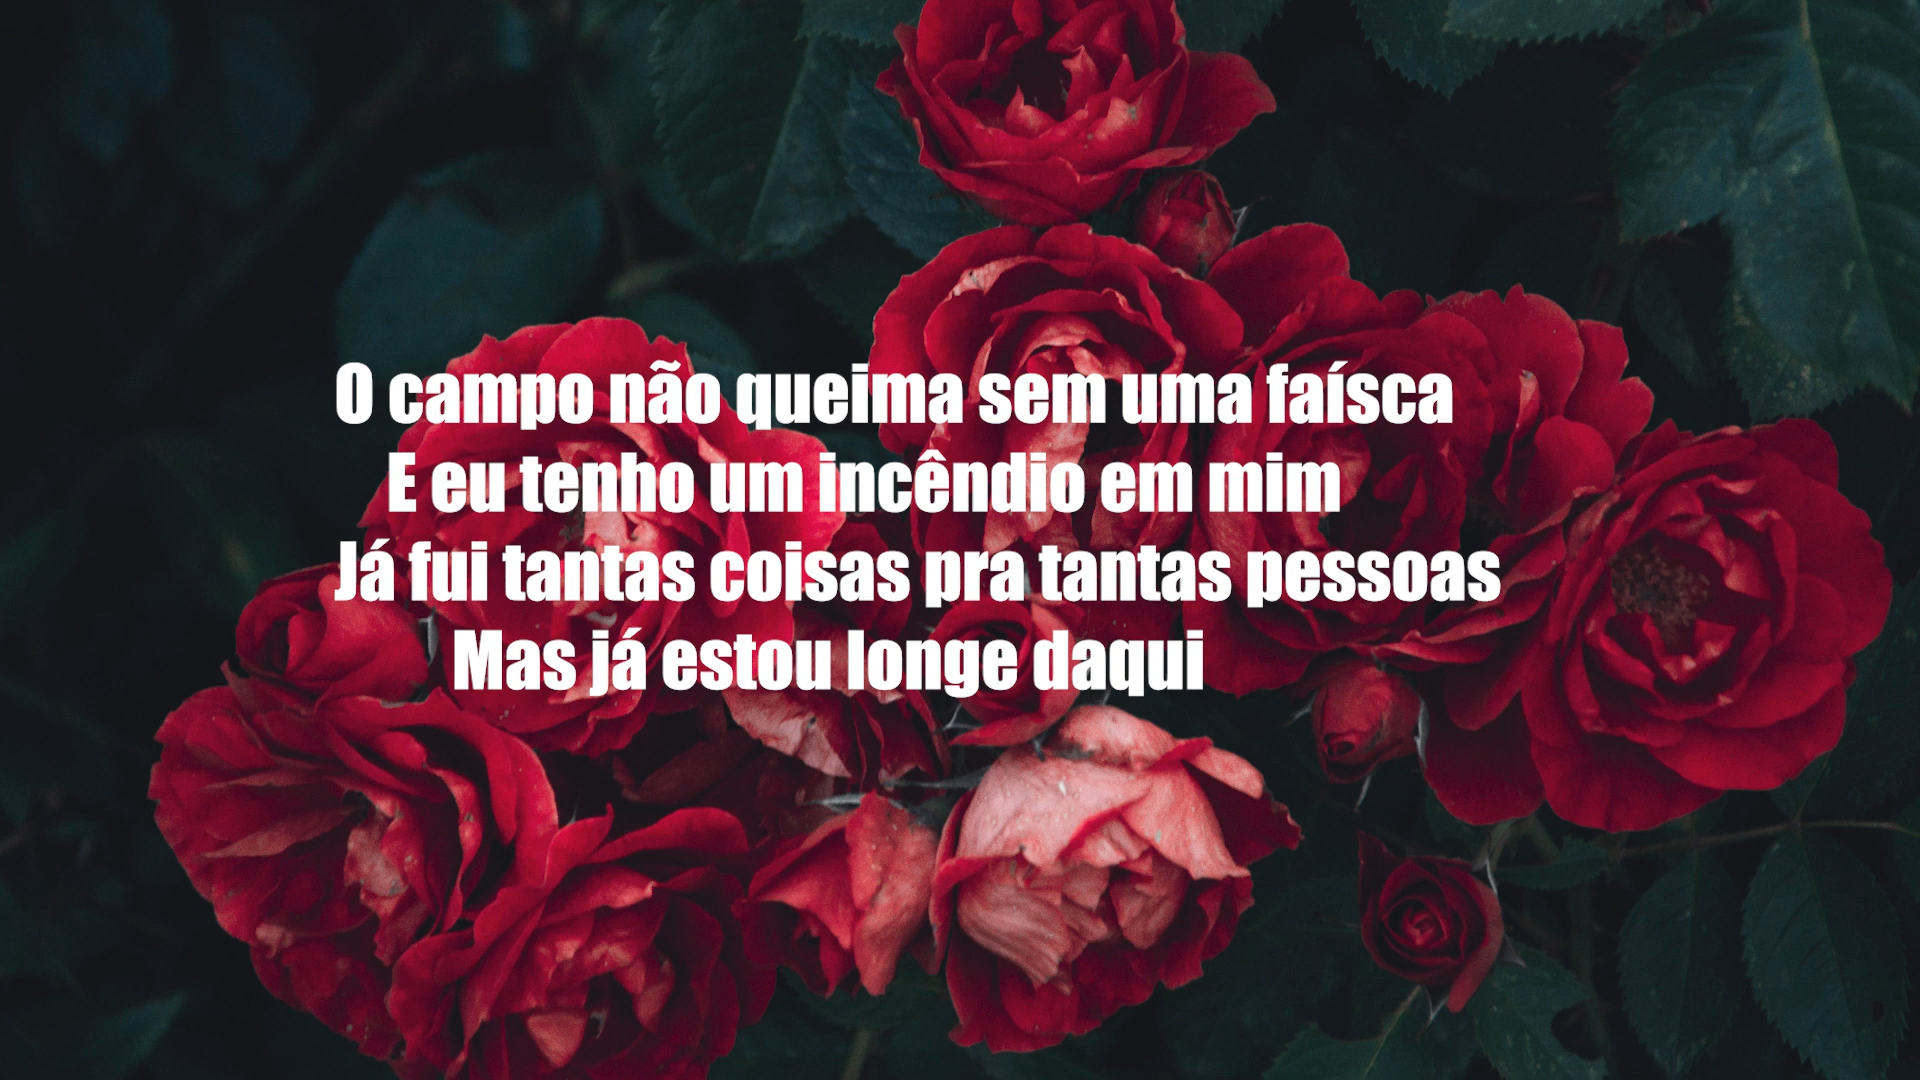 O campo não queima sem uma faísca
E eu tenho um incêndio em mim
Já fui tantas coisas pra tantas pessoas
Mas já estou longe daqui